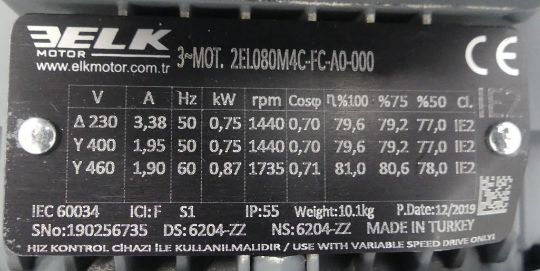 ELK
MOTOR
www.elkmotor.com.tr
3~MOT. 2EL080M4C-FC-A0-000
CE
V A Hz kW rpm Cosφ η%100 %75 %50 Cl.
Δ 230 3,38 50 0,75 1440 0,70 79,6 79,2 77,0 IE2
Y 400 1,95 50 0,75 1440 0,70 79,6 79,2 77,0 IE2
Y 460 1,90 60 0,87 1735 0,71 81,0 80,6 78,0 IE2
IE2
IEC 60034 ICl:F S1 IP:55 Weight:10.1kg P.Date:12/2019
SNo:190256735 DS:6204-ZZ NS:6204-ZZ MADE IN TURKEY
HIZ KONTROL CİHAZI İLE KULLANILMALIDIR / USE WITH VARIABLE SPEED DRIVE ONLY